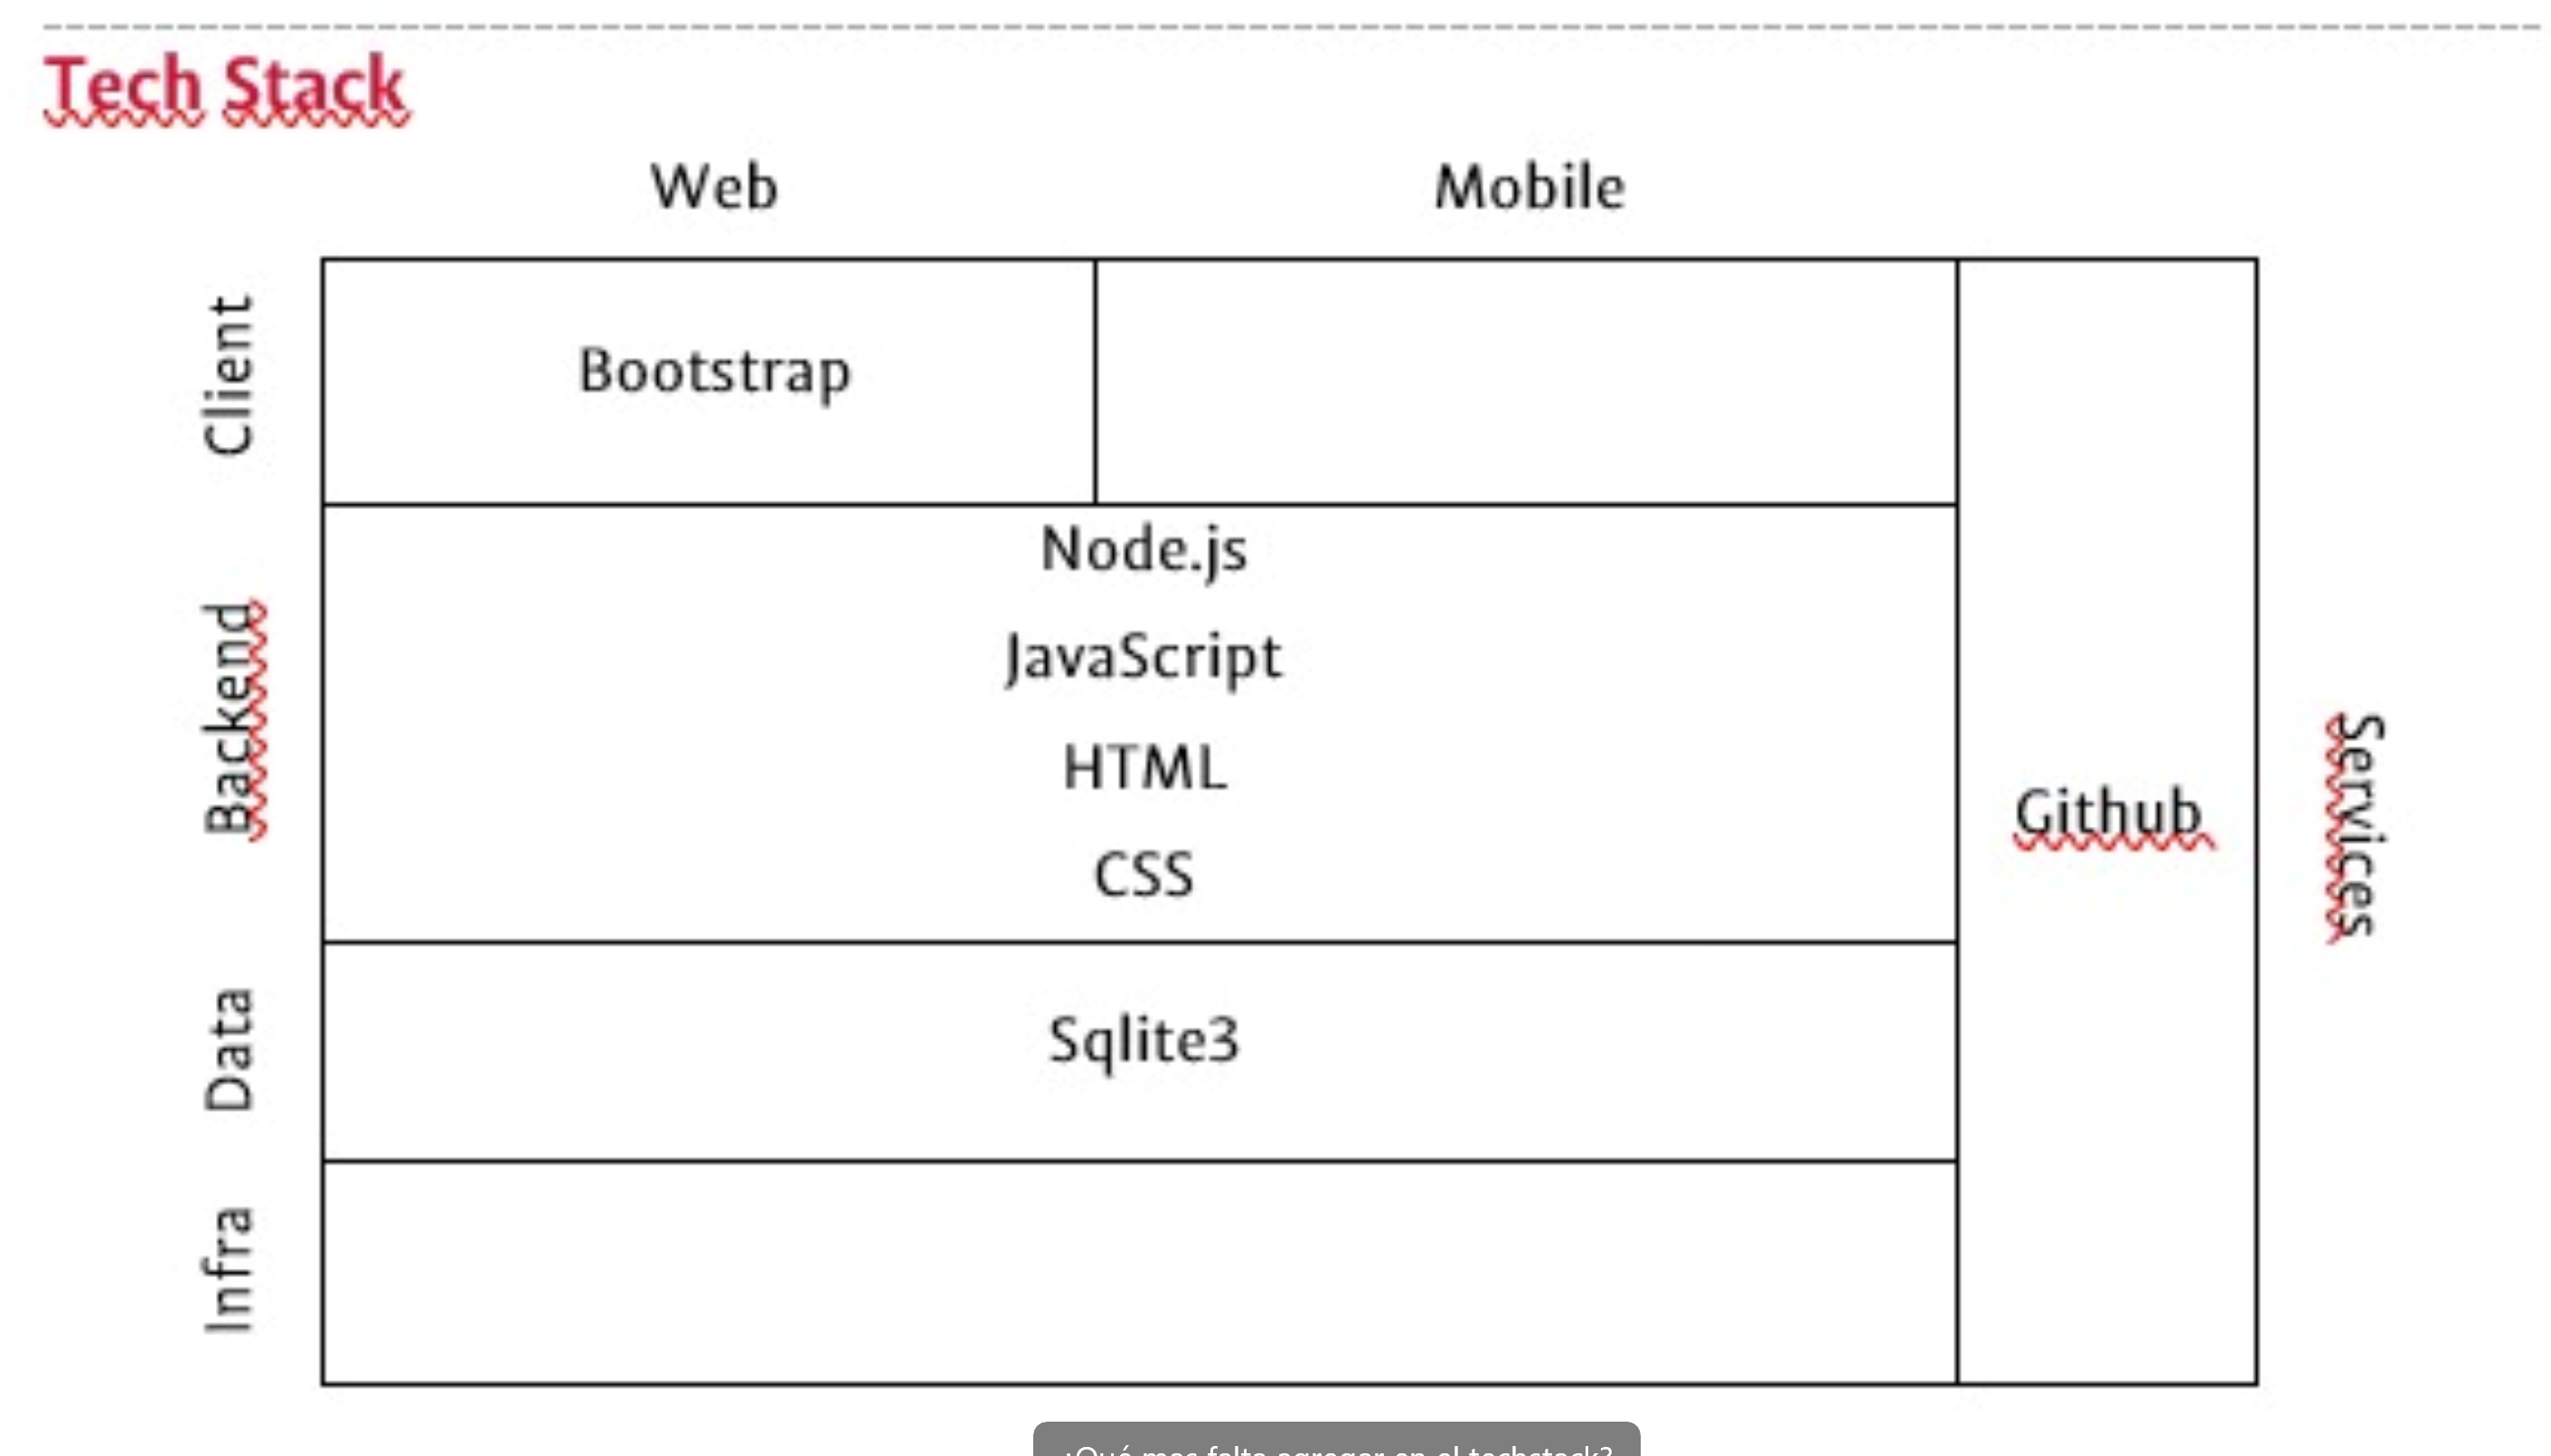 Tech Stack
Web
Mobile
Client
Bootstrap
Backend
Node.js
JavaScript
HTML
CSS
Github
Services
Data
Sqlite3
Infra
¿Qué mas falta agregar en el techstack?